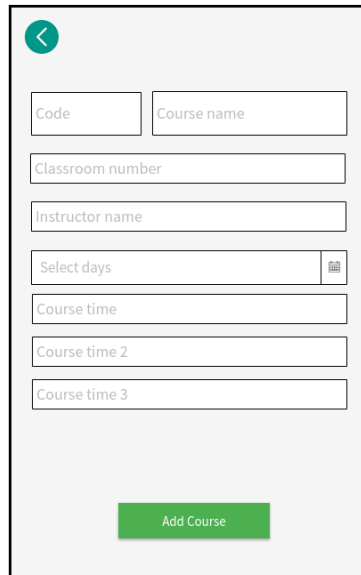 Code Course name
Classroom number
Instructor name
Select days
Course time
Course time 2
Course time 3
Add Course